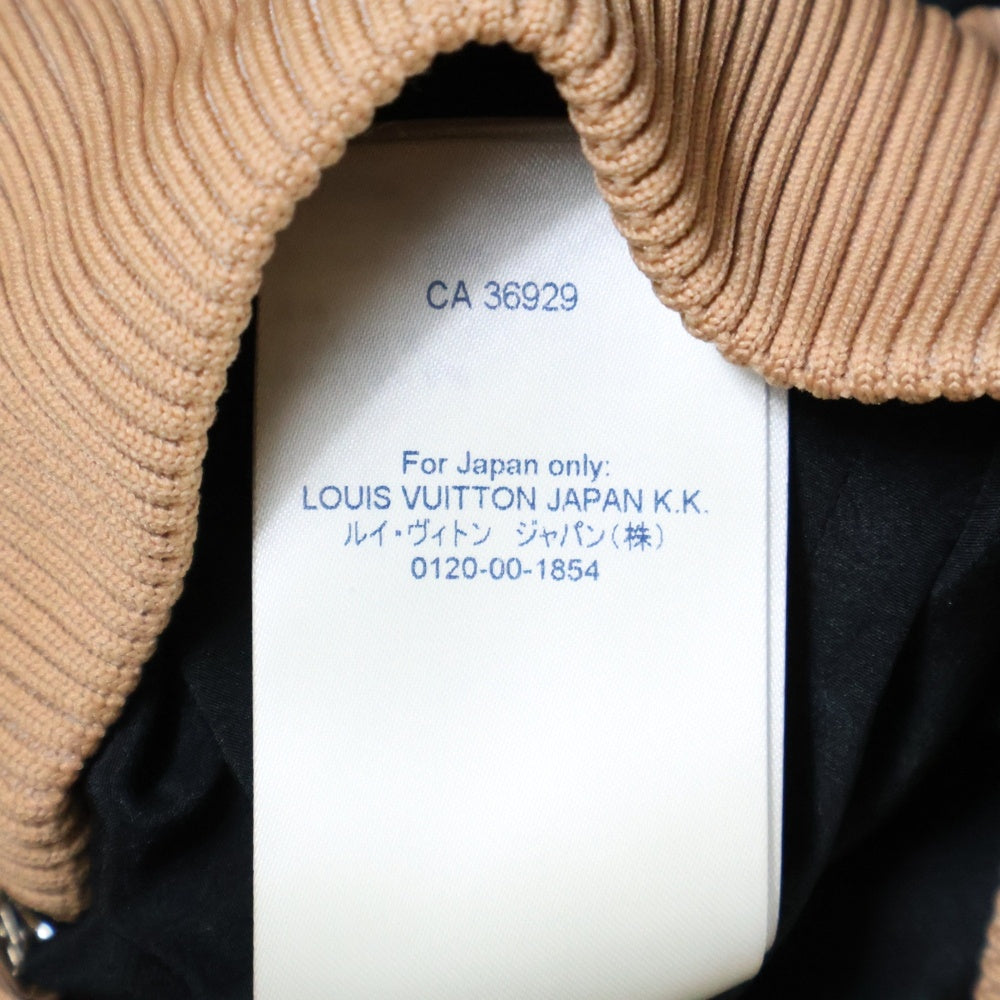 CA 36929
For Japan only:
LOUIS VUITTON JAPAN K.K.
ルイ・ヴィトン ジャパン(株)
0120-00-1854